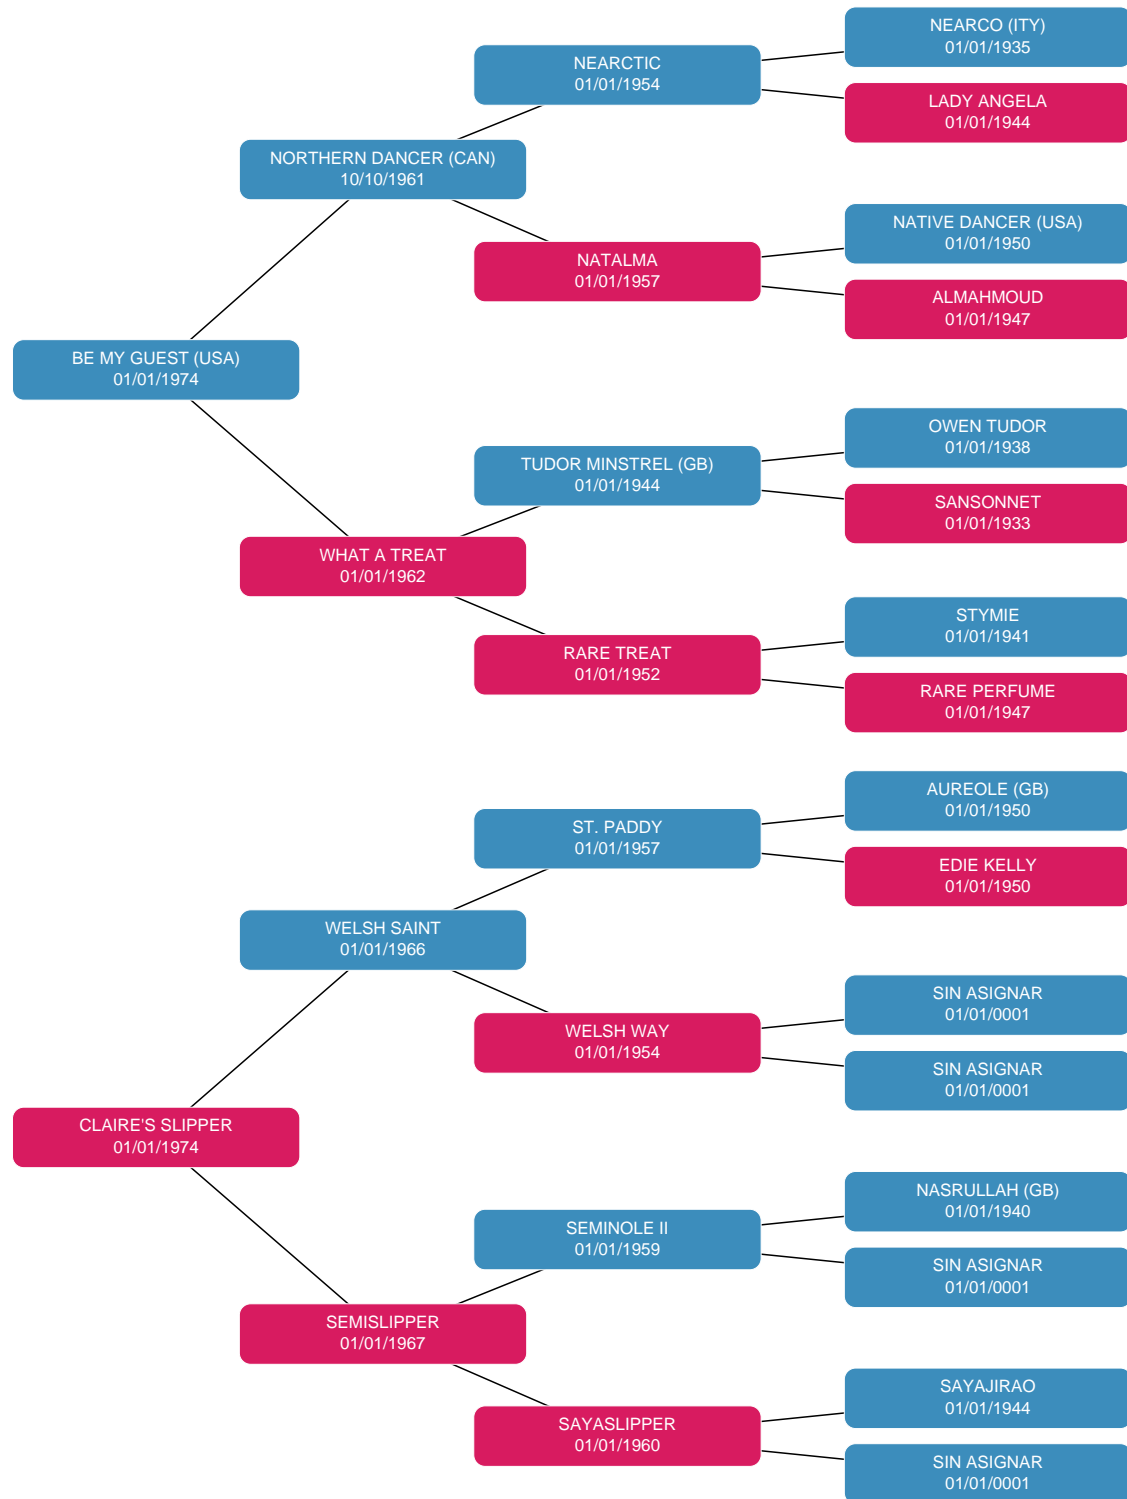 NEARCO (ITY)
01/01/1935
NEARCTIC
01/01/1954
LADY ANGELA
01/01/1944
NORTHERN DANCER (CAN)
10/10/1961
NATIVE DANCER (USA)
01/01/1950
NATALMA
01/01/1957
ALMAHMOUD
01/01/1947
BE MY GUEST (USA)
01/01/1974
OWEN TUDOR
01/01/1938
TUDOR MINSTREL (GB)
01/01/1944
SANSONNET
01/01/1933
WHAT A TREAT
01/01/1962
STYMIE
01/01/1941
RARE TREAT
01/01/1952
RARE PERFUME
01/01/1947
AUREOLE (GB)
01/01/1950
ST. PADDY
01/01/1957
EDIE KELLY
01/01/1950
WELSH SAINT
01/01/1966
SIN ASIGNAR
01/01/0001
WELSH WAY
01/01/1954
SIN ASIGNAR
01/01/0001
CLAIRE'S SLIPPER
01/01/1974
NASRULLAH (GB)
01/01/1940
SEMINOLE II
01/01/1959
SIN ASIGNAR
01/01/0001
SEMISLIPPER
01/01/1967
SAYAJIRAO
01/01/1944
SAYASLIPPER
01/01/1960
SIN ASIGNAR
01/01/0001